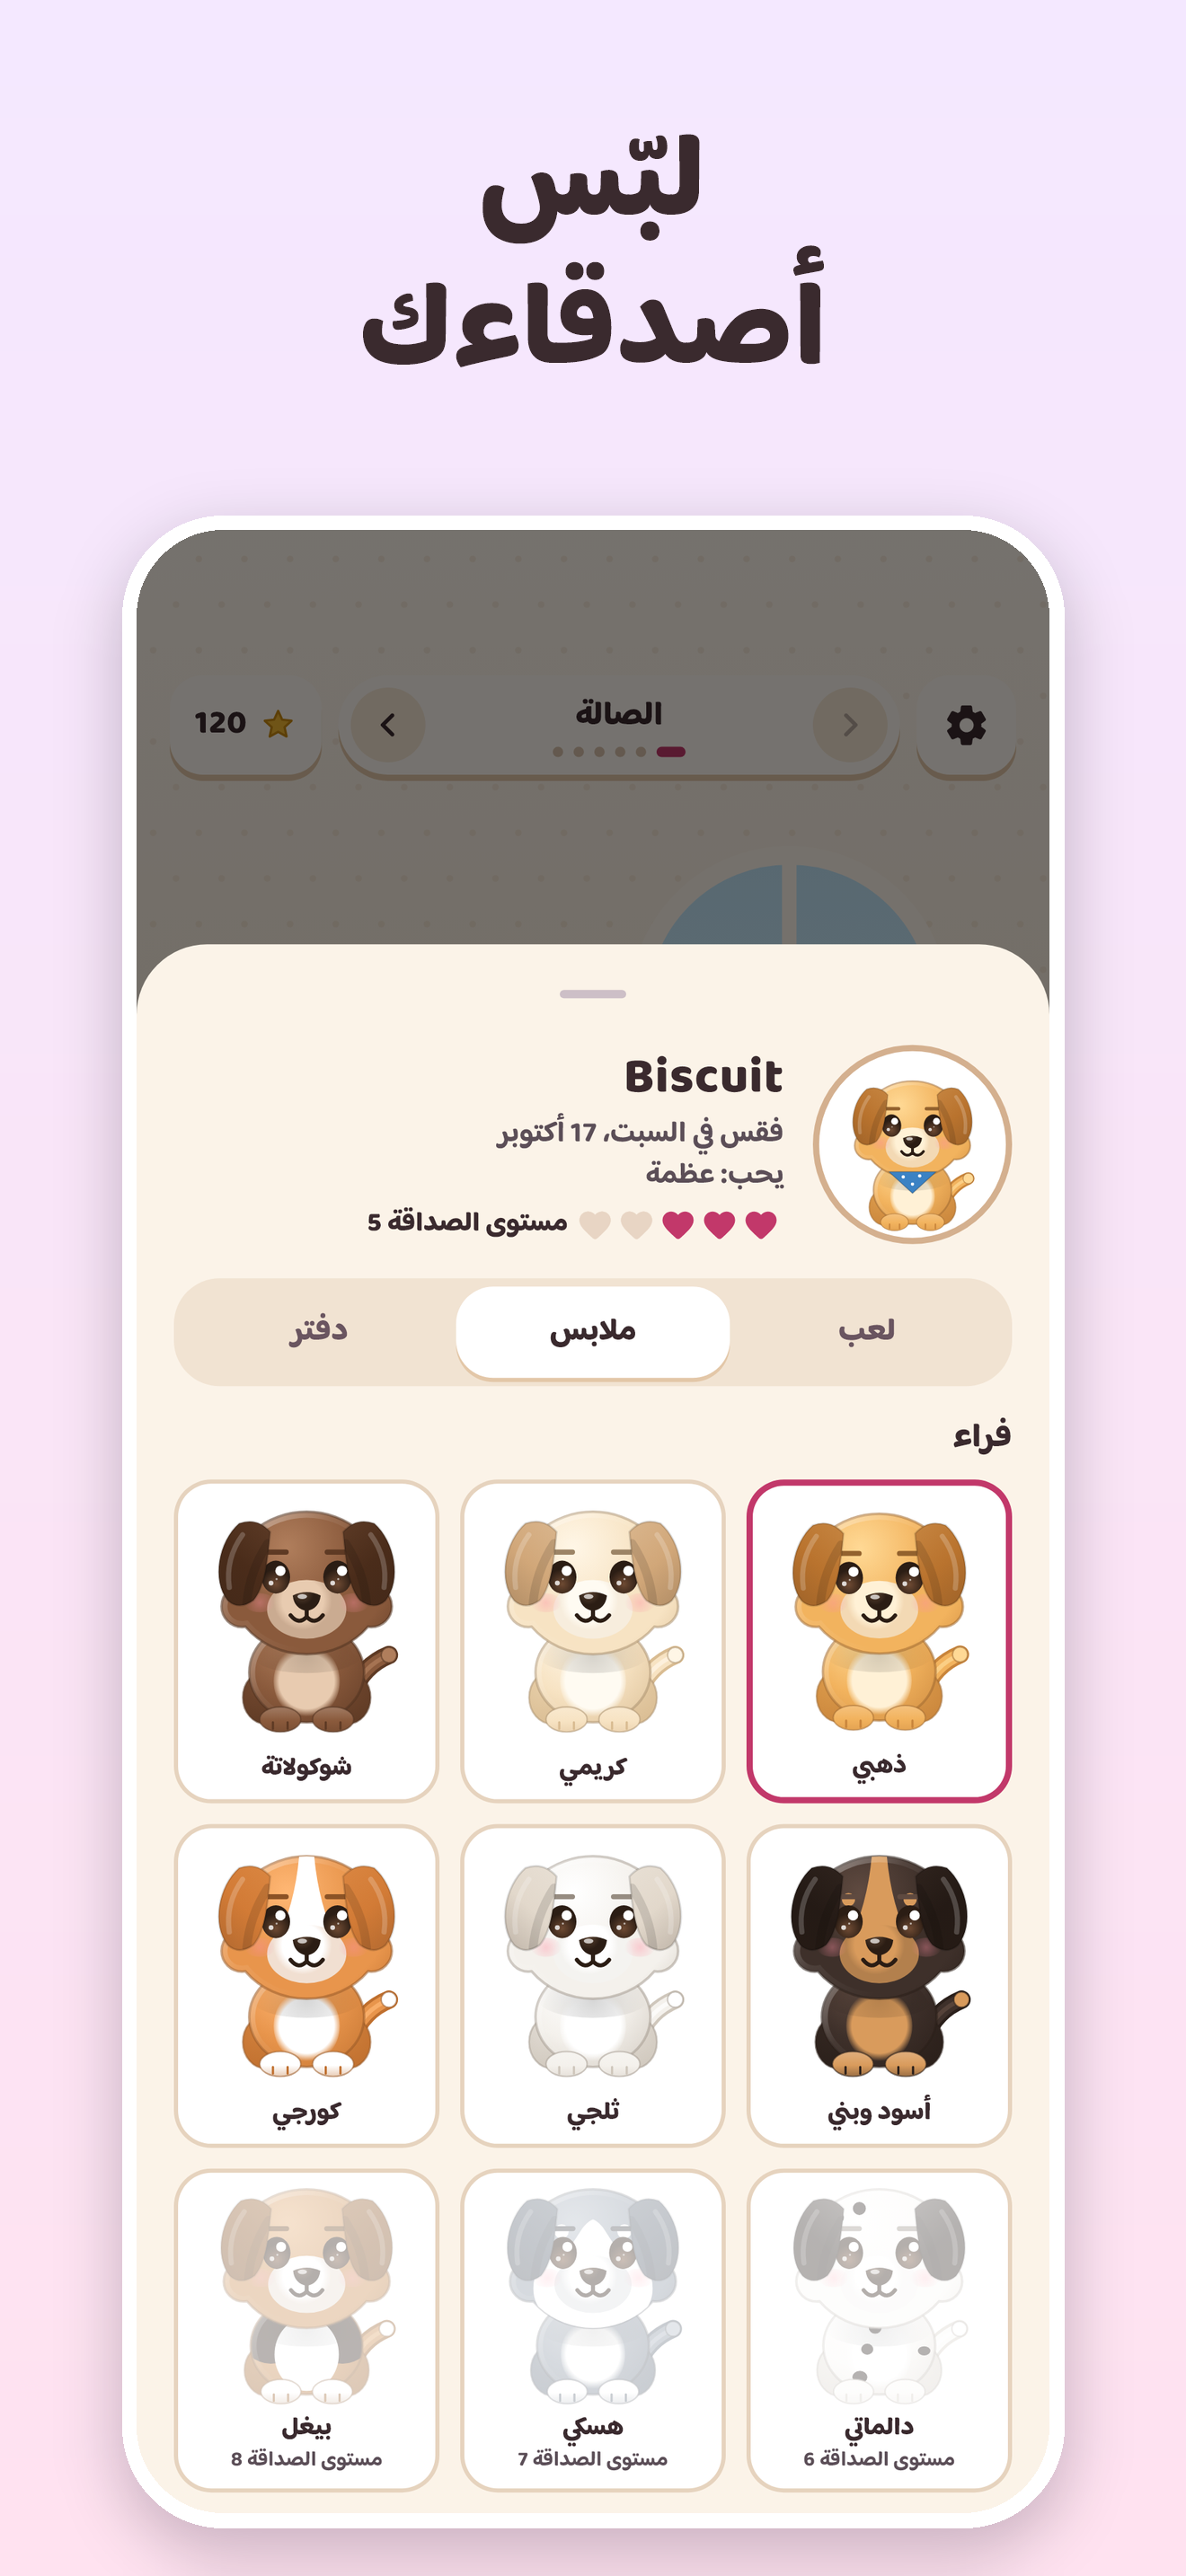 لبّس
أصدقاءك
الصالة
120
Biscuit
فقس في السبت، 17 أكتوبر
يحب: عظمة
مستوى الصداقة 5
لعب
ملابس
دفتر
فراء
ذهبي
كريمي
شوكولاتة
أسود وبني
ثلجي
كورجي
دالماتي
مستوى الصداقة 6
هسكي
مستوى الصداقة 7
بيغل
مستوى الصداقة 8